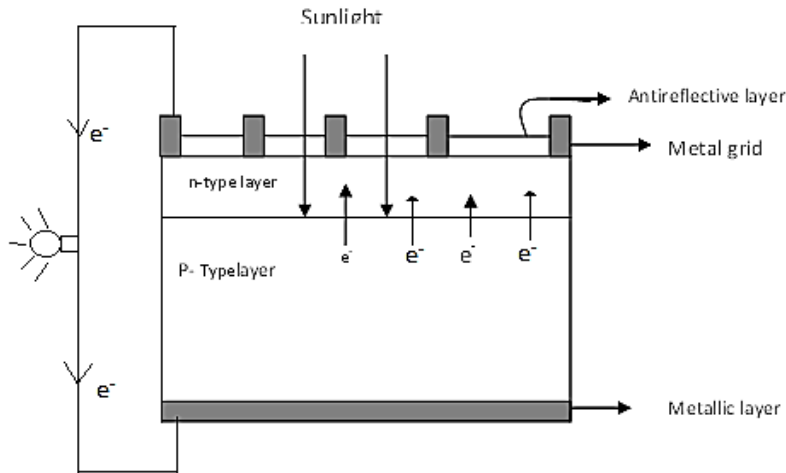 Sunlight
Antireflective layer
e-
Metal grid
n-type layer
e- e- e- e-
P- Typelayer
e-
Metallic layer